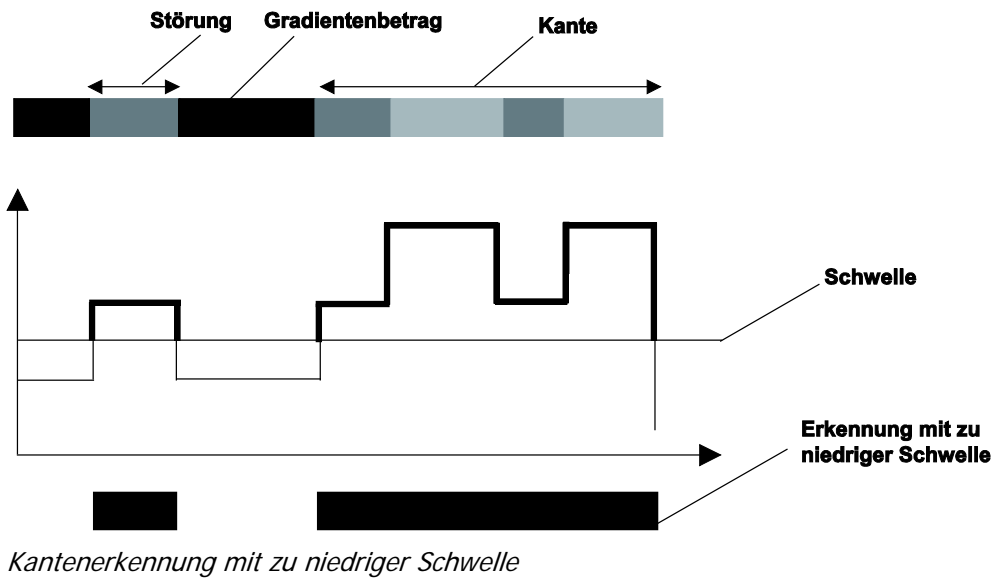 Störung
Gradientenbetrag
Kante
Schwelle
Erkennung mit zu
niedriger Schwelle
Kantenerkennung mit zu niedriger Schwelle